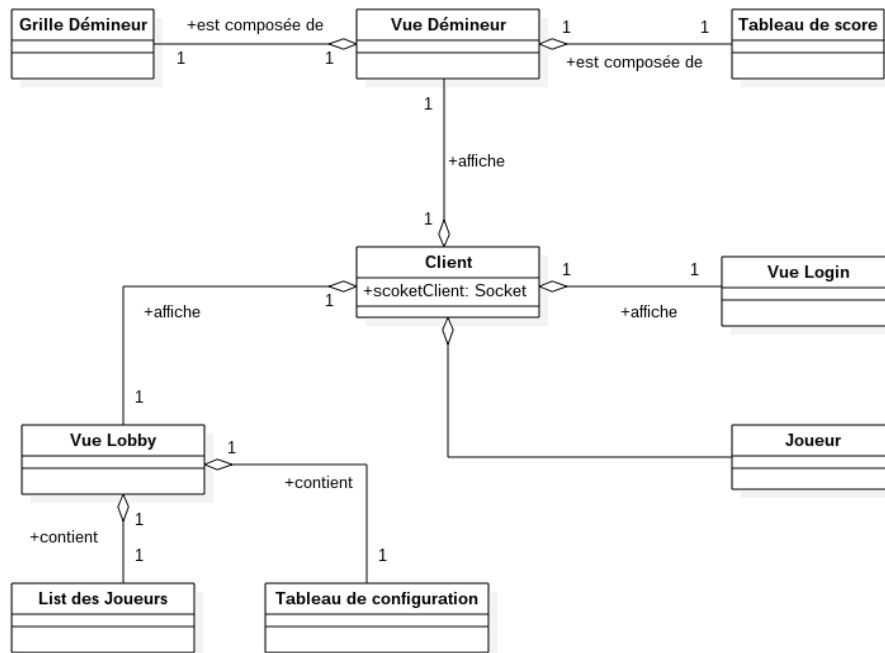 Grille Démineur
+est composée de
1
1
Vue Démineur
1
1
+est composée de
Tableau de score
1
+affiche
1
Client
+scoketClient: Socket
1
1
+affiche
Vue Login
1
+affiche
1
Vue Lobby
1
+contient
1
Joueur
+contient
1
1
List des Joueurs
Tableau de configuration